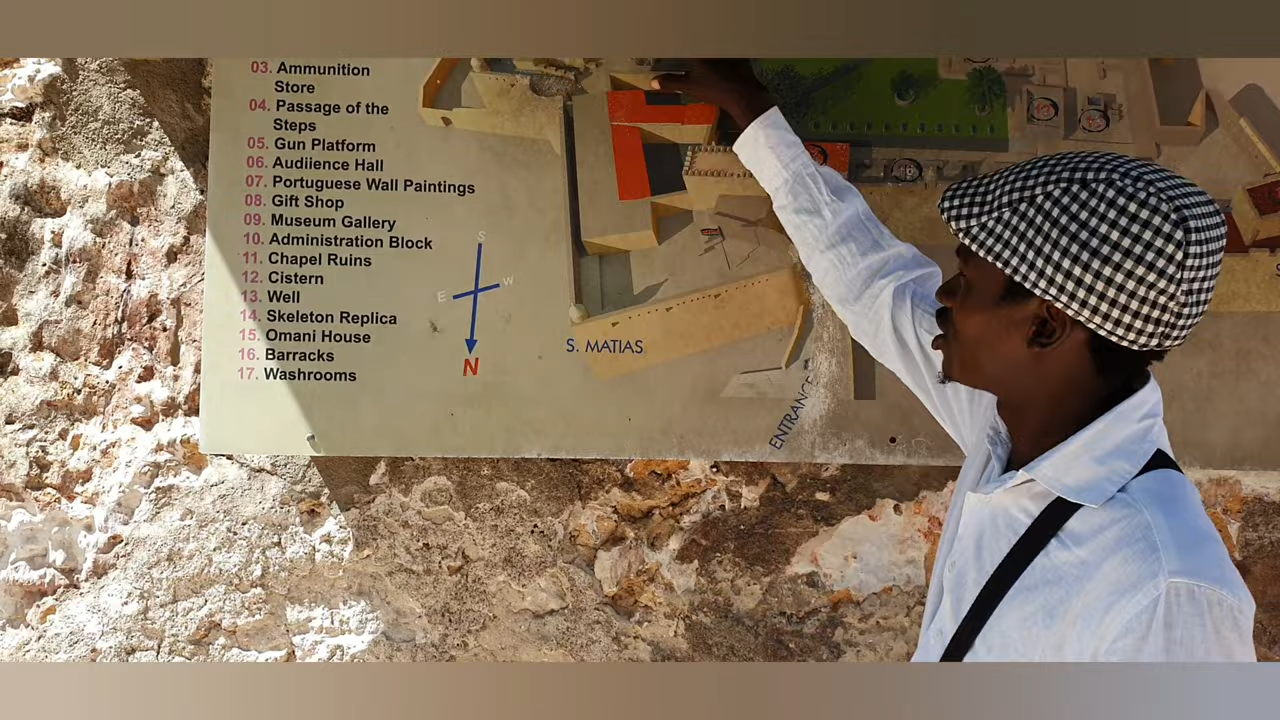 03. Ammunition
Store
04. Passage of the
Steps
05. Gun Platform
06. Audiience Hall
07. Portuguese Wall Paintings
08. Gift Shop
09. Museum Gallery
10. Administration Block
11. Chapel Ruins
12. Cistern
13. Well
14. Skeleton Replica
15. Omani House
16. Barracks
17. Washrooms
S
E W
N
S. MATIAS
ENTRANCE